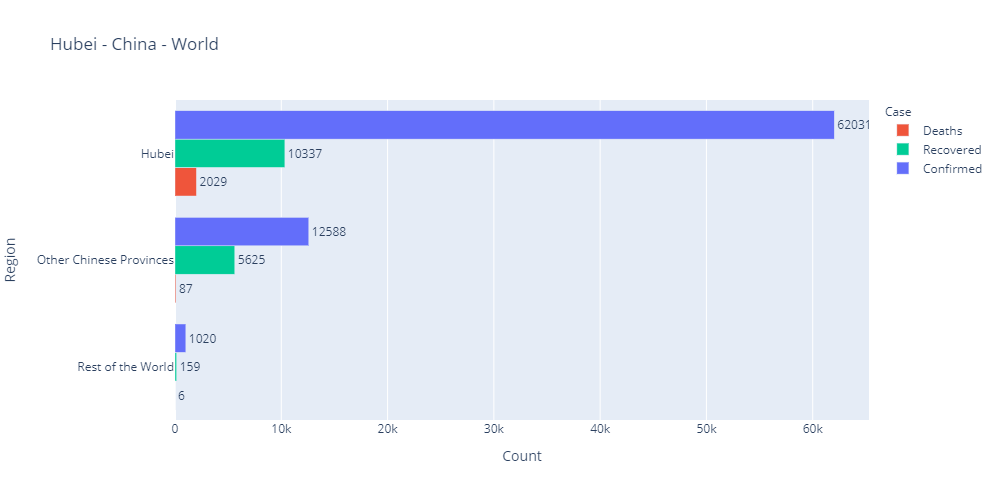 Hubei - China - World
Case
Deaths
Recovered
Confirmed
Region
Hubei
62031
10337
2029
Other Chinese Provinces
12588
5625
87
Rest of the World
1020
159
6
0 10k 20k 30k 40k 50k 60k
Count